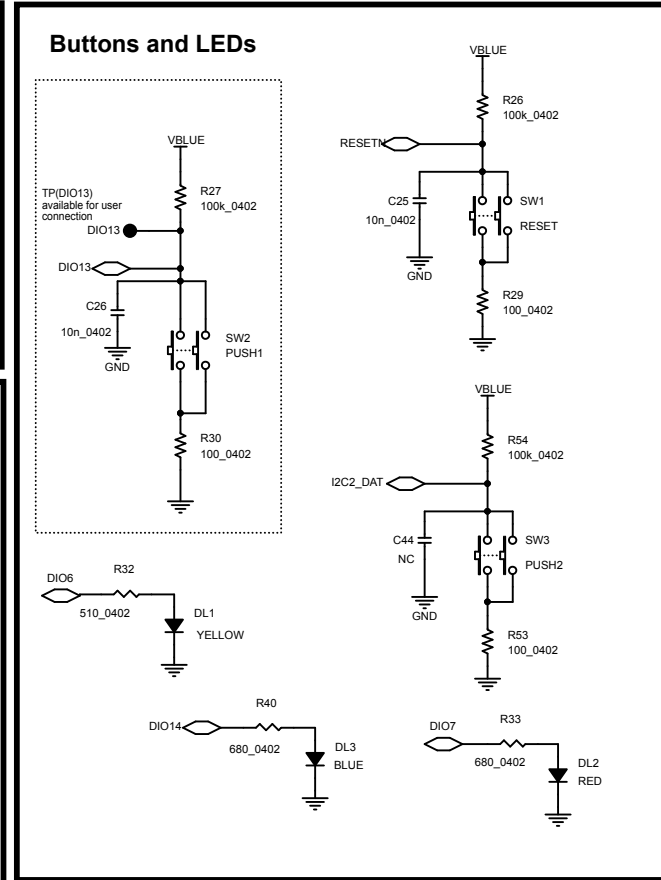 Buttons and LEDs
VBLUE
R27
100k_0402
TP(DIO13)
available for user
connection
DIO13
DIO13
C26
10n_0402
GND
SW2
PUSH1
R30
100_0402
VBLUE
R26
100k_0402
RESETN
C25
10n_0402
GND
SW1
RESET
R29
100_0402
VBLUE
R54
100k_0402
I2C2_DAT
C44
NC
GND
SW3
PUSH2
R53
100_0402
DIO6
R32
510_0402
DL1
YELLOW
DIO14
R40
680_0402
DL3
BLUE
DIO7
R33
680_0402
DL2
RED